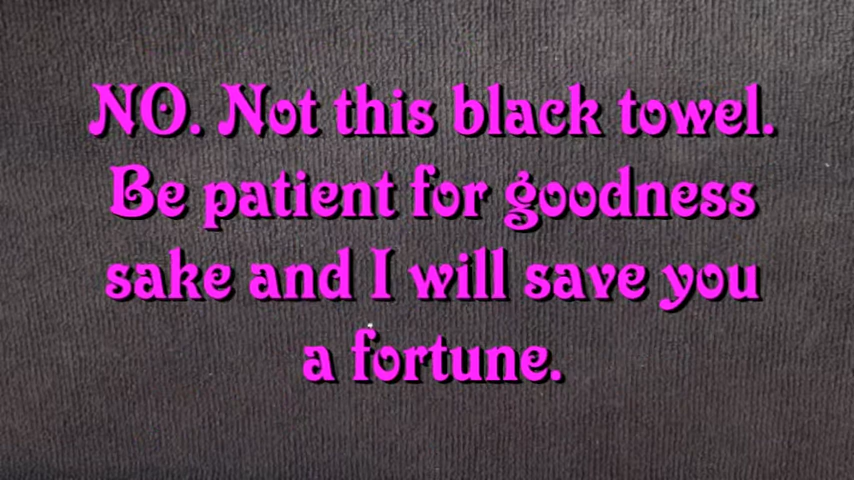 NO. Not this black towel.
Be patient for goodness
sake and I will save you
a fortune.